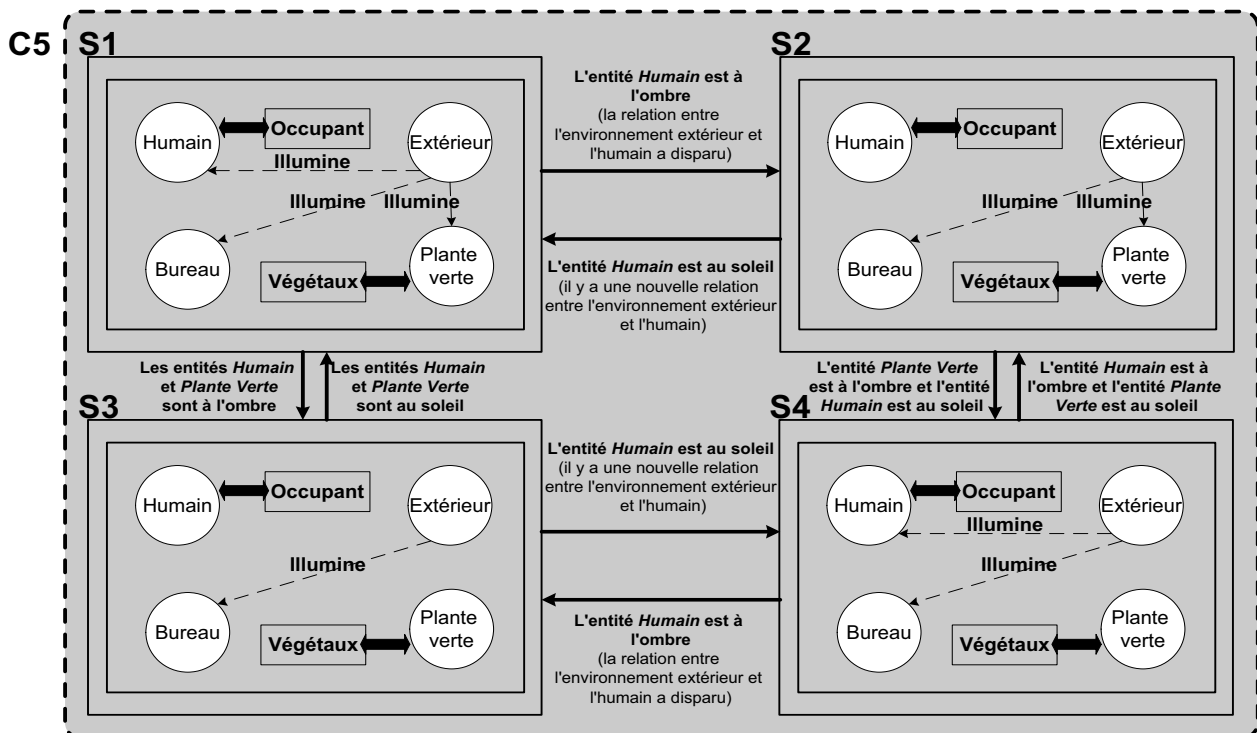 C5
S1
Humain
Occupant
Extérieur
Illumine
Illumine
Illumine
Bureau
Végétaux
Plante
verte
L'entité Humain est à
l'ombre
(la relation entre
l'environnement extérieur et
l'humain a disparu)
L'entité Humain est au soleil
(il y a une nouvelle relation
entre l'environnement extérieur
et l'humain)
S2
Humain
Occupant
Extérieur
Illumine
Illumine
Bureau
Végétaux
Plante
verte
Les entités Humain
et Plante Verte
sont à l'ombre
Les entités Humain
et Plante Verte
sont au soleil
L'entité Plante Verte
est à l'ombre et l'entité
Humain est au soleil
L'entité Humain est à
l'ombre et l'entité Plante
Verte est au soleil
S3
Humain
Occupant
Extérieur
Illumine
Bureau
Végétaux
Plante
verte
L'entité Humain est au soleil
(il y a une nouvelle relation
entre l'environnement extérieur
et l'humain)
L'entité Humain est à
l'ombre
(la relation entre
l'environnement extérieur et
l'humain a disparu)
S4
Humain
Occupant
Extérieur
Illumine
Illumine
Bureau
Végétaux
Plante
verte